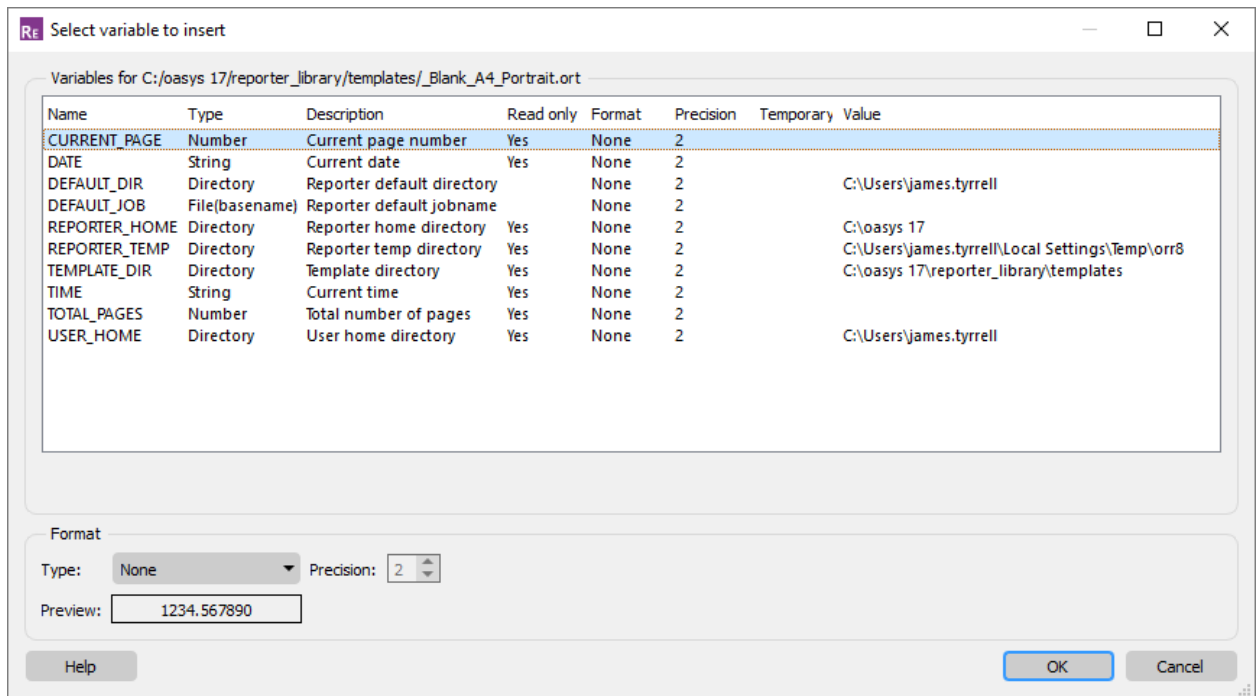 RE Select variable to insert
Variables for C:/oasys 17/reporter_library/templates/_Blank_A4_Portrait.ort
Name Type Description Read only Format Precision Temporary Value
CURRENT_PAGE Number Current page number Yes None 2
DATE String Current date Yes None 2
DEFAULT_DIR Directory Reporter default directory None 2 C:\Users\james.tyrrell
DEFAULT_JOB File(basename) Reporter default jobname None 2
REPORTER_HOME Directory Reporter home directory Yes None 2 C:\oasys 17
REPORTER_TEMP Directory Reporter temp directory Yes None 2 C:\Users\james.tyrrell\Local Settings\Temp\orr8
TEMPLATE_DIR Directory Template directory Yes None 2 C:\oasys 17\reporter_library\templates
TIME String Current time Yes None 2
TOTAL_PAGES Number Total number of pages Yes None 2
USER_HOME Directory User home directory Yes None 2 C:\Users\james.tyrrell
Format
Type: None Precision: 2
Preview: 1234.567890
Help OK Cancel